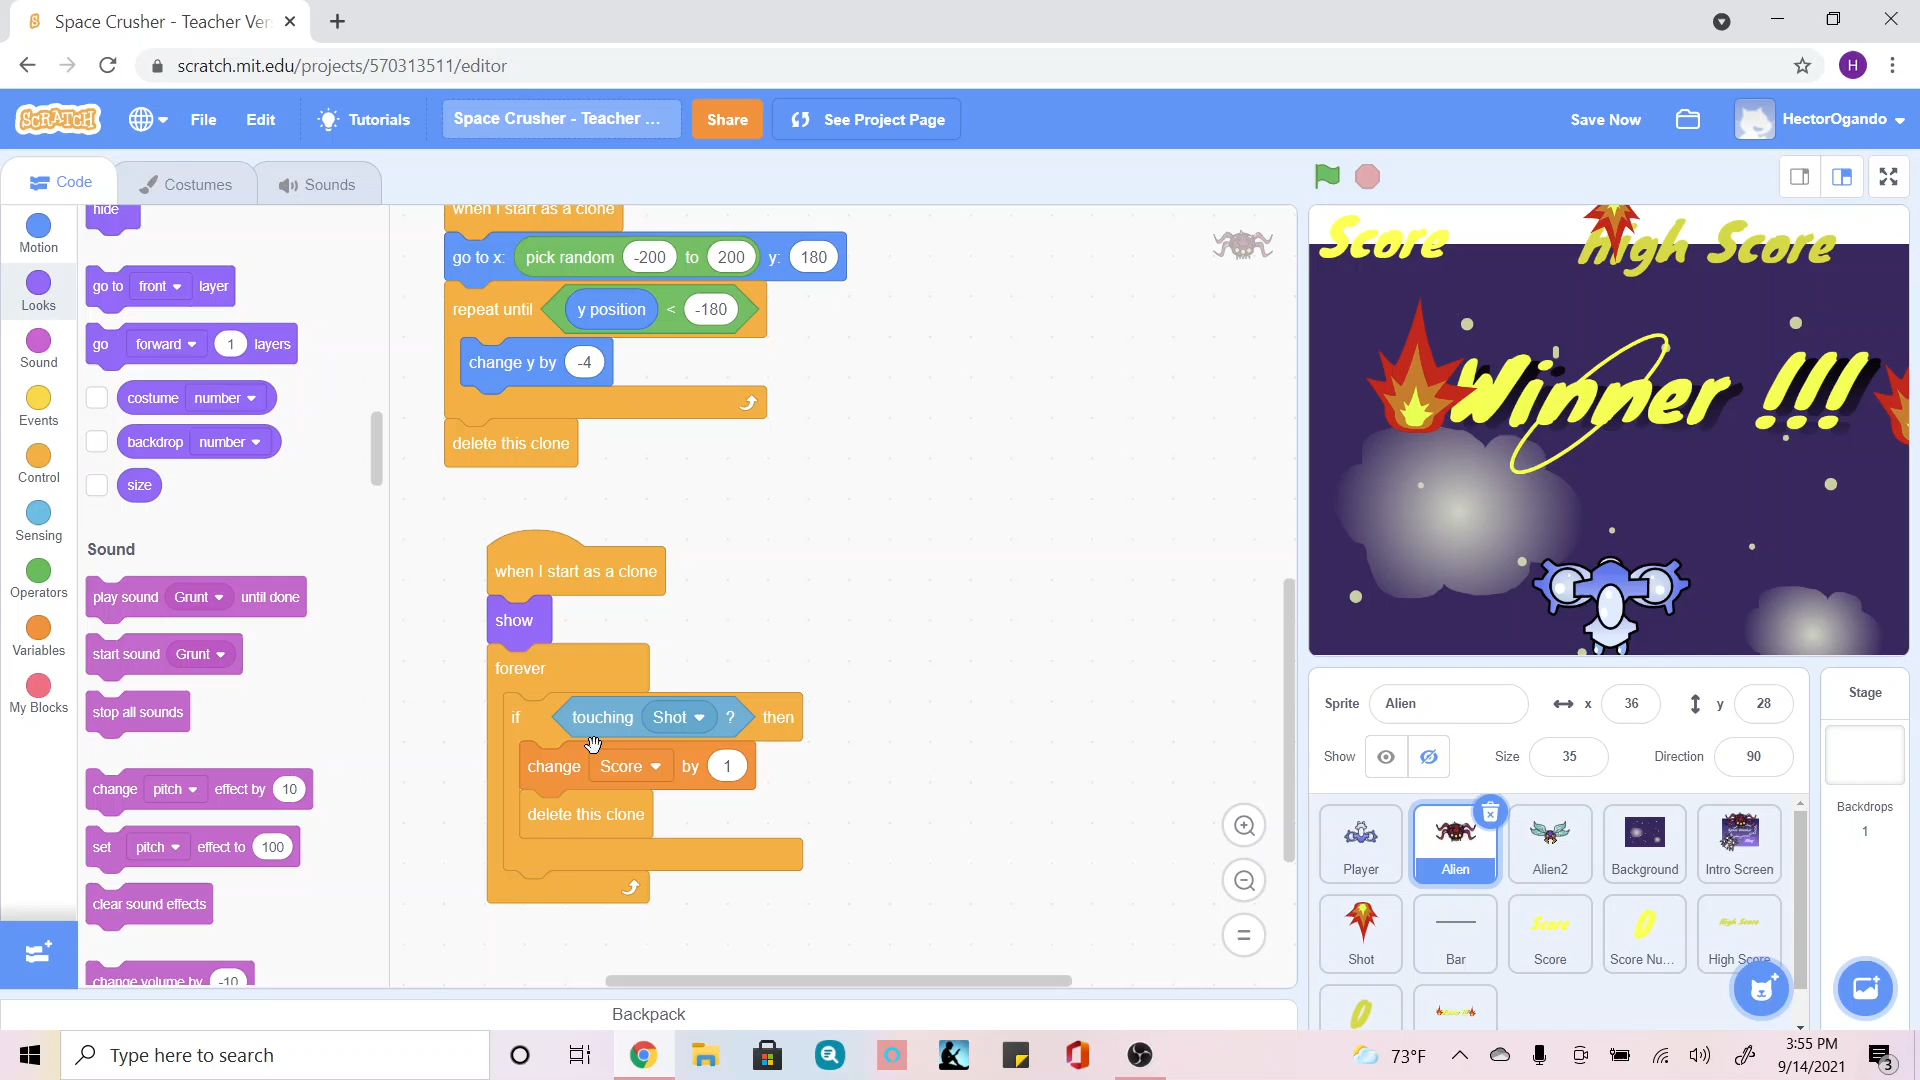 Space Crusher - Teacher Ver
scratch.mit.edu/projects/570313511/editor
H
SCRATCH
File
Edit
Tutorials
Space Crusher - Teacher ...
Share
See Project Page
Save Now
HectorOgando
Code
Costumes
Sounds
Motion
Looks
Sound
Events
Control
Sensing
Operators
Variables
My Blocks
hide
go to front layer
go forward 1 layers
costume number
backdrop number
size
Sound
play sound Grunt until done
start sound Grunt
stop all sounds
change pitch effect by 10
set pitch effect to 100
clear sound effects
change volume by -10
when I start as a clone
go to x: pick random -200 to 200 y: 180
repeat until y position < -180
change y by -4
delete this clone
when I start as a clone
show
forever
if touching Shot ? then
change Score by 1
delete this clone
Backpack
Score
high Score
Winner !!!
Sprite Alien x 36 y 28
Show Size 35 Direction 90
Stage
Backdrops
1
Player
Alien
Alien2
Background
Intro Screen
Shot
Bar
Score
Score
0
High Score
Score Nu...
High Score
0
Type here to search
73°F
3:55 PM
9/14/2021
3